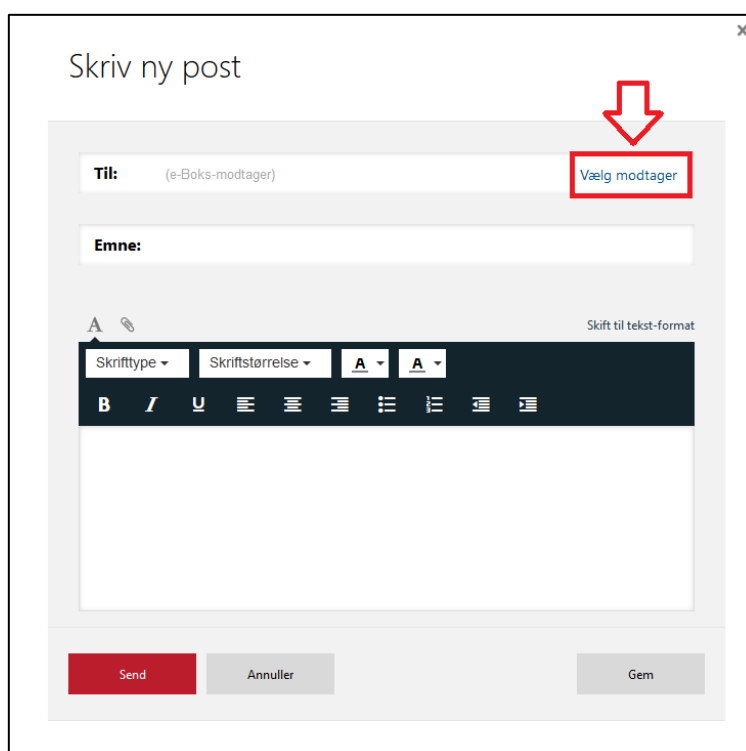 Skriv ny post
Til: (e-Boks-modtager) Vælg modtager
Emne:
A Skift til tekst-format
Skrifttype Skriftstørrelse A A
B I U
Send Annuller Gem